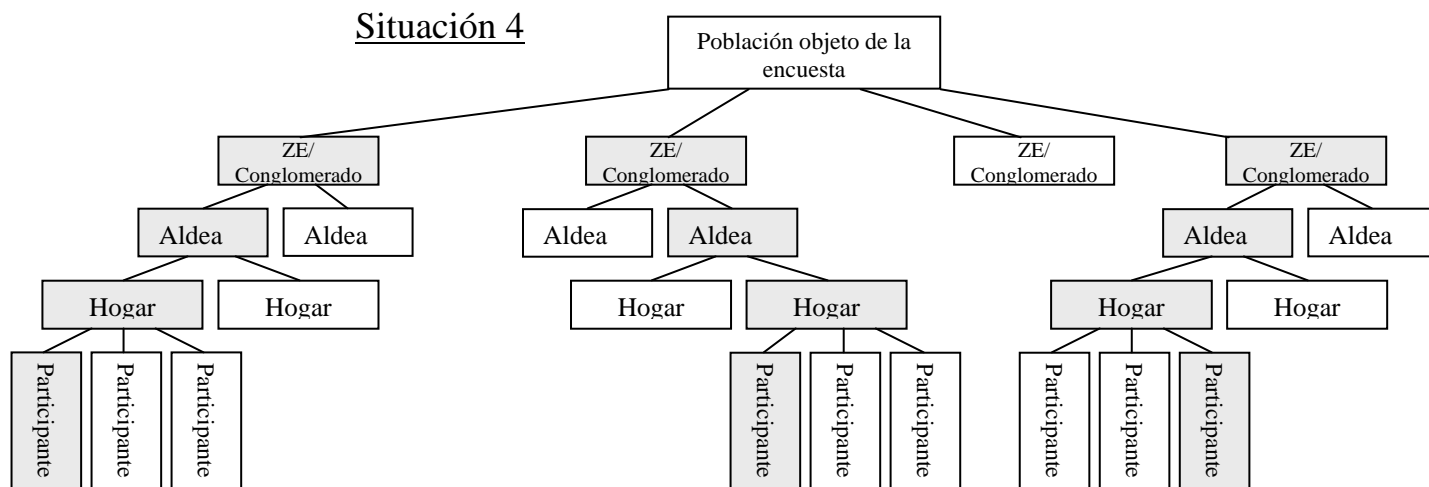 Situación 4
Población objeto de la
encuesta
ZE/
Conglomerado
ZE/
Conglomerado
ZE/
Conglomerado
ZE/
Conglomerado
Aldea
Aldea
Aldea
Aldea
Aldea
Aldea
Hogar
Hogar
Hogar
Hogar
Hogar
Hogar
Participante
Participante
Participante
Participante
Participante
Participante
Participante
Participante
Participante